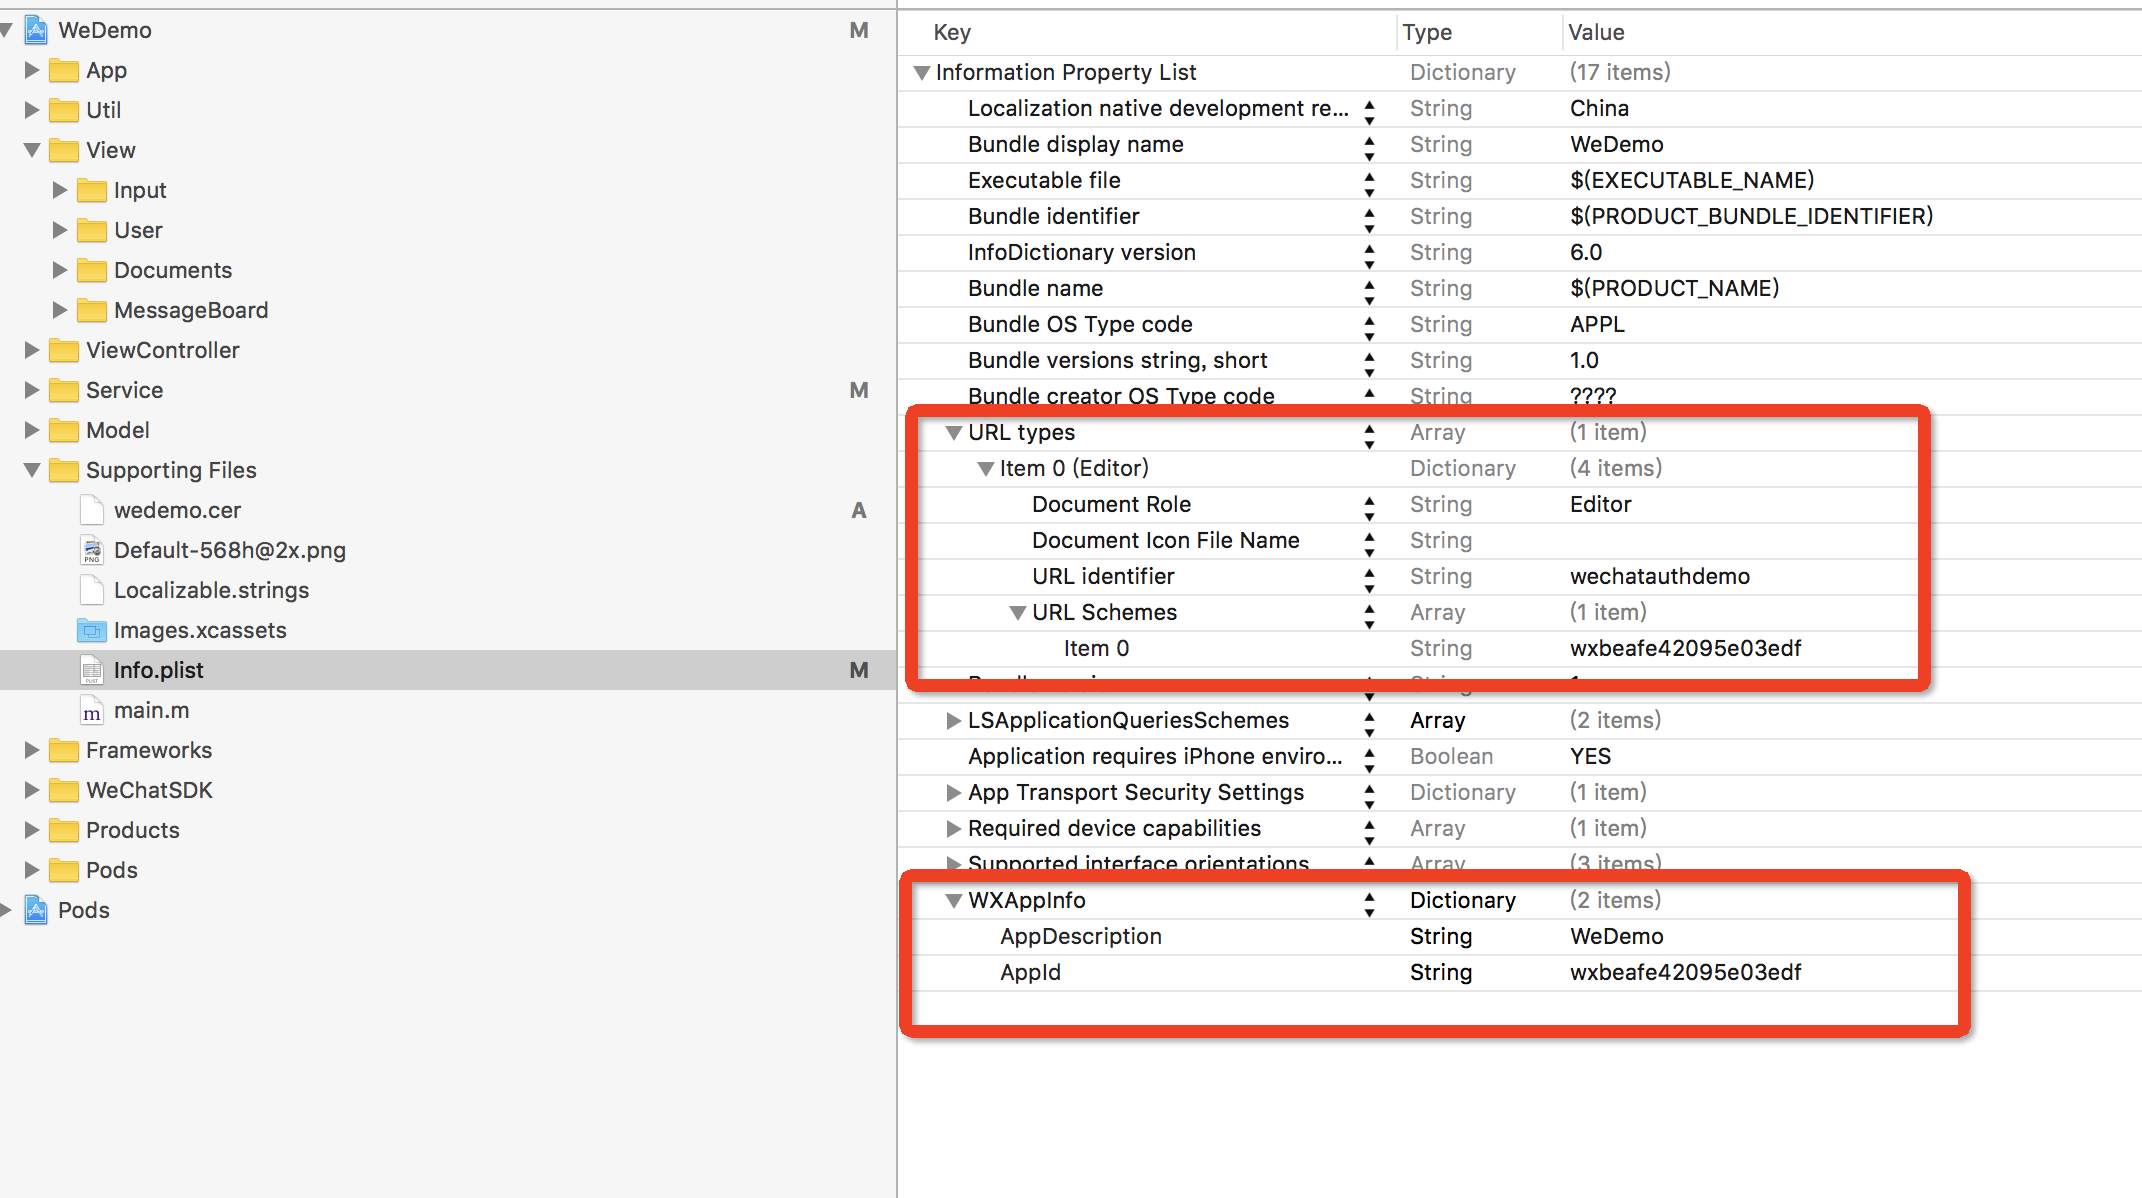 WeDemo M
App
Util
View
Input
User
Documents
MessageBoard
ViewController
Service M
Model
Supporting Files
wedemo.cer A
Default-568h@2x.png
Localizable.strings
Images.xcassets
Info.plist M
main.m
Frameworks
WeChatSDK
Products
Pods
Pods
Key Type Value
Information Property List Dictionary (17 items)
Localization native development re... String China
Bundle display name String WeDemo
Executable file String $(EXECUTABLE_NAME)
Bundle identifier String $(PRODUCT_BUNDLE_IDENTIFIER)
InfoDictionary version String 6.0
Bundle name String $(PRODUCT_NAME)
Bundle OS Type code String APPL
Bundle versions string, short String 1.0
Bundle creator OS Type code String ????
URL types Array (1 item)
Item 0 (Editor) Dictionary (4 items)
Document Role String Editor
Document Icon File Name String
URL identifier String wechatauthdemo
URL Schemes Array (1 item)
Item 0 String wxbeafe42095e03edf
LSApplicationQueriesSchemes Array (2 items)
Application requires iPhone enviro... Boolean YES
App Transport Security Settings Dictionary (1 item)
Required device capabilities Array (1 item)
Supported interface orientations Array (3 items)
WXAppInfo Dictionary (2 items)
AppDescription String WeDemo
AppId String wxbeafe42095e03edf